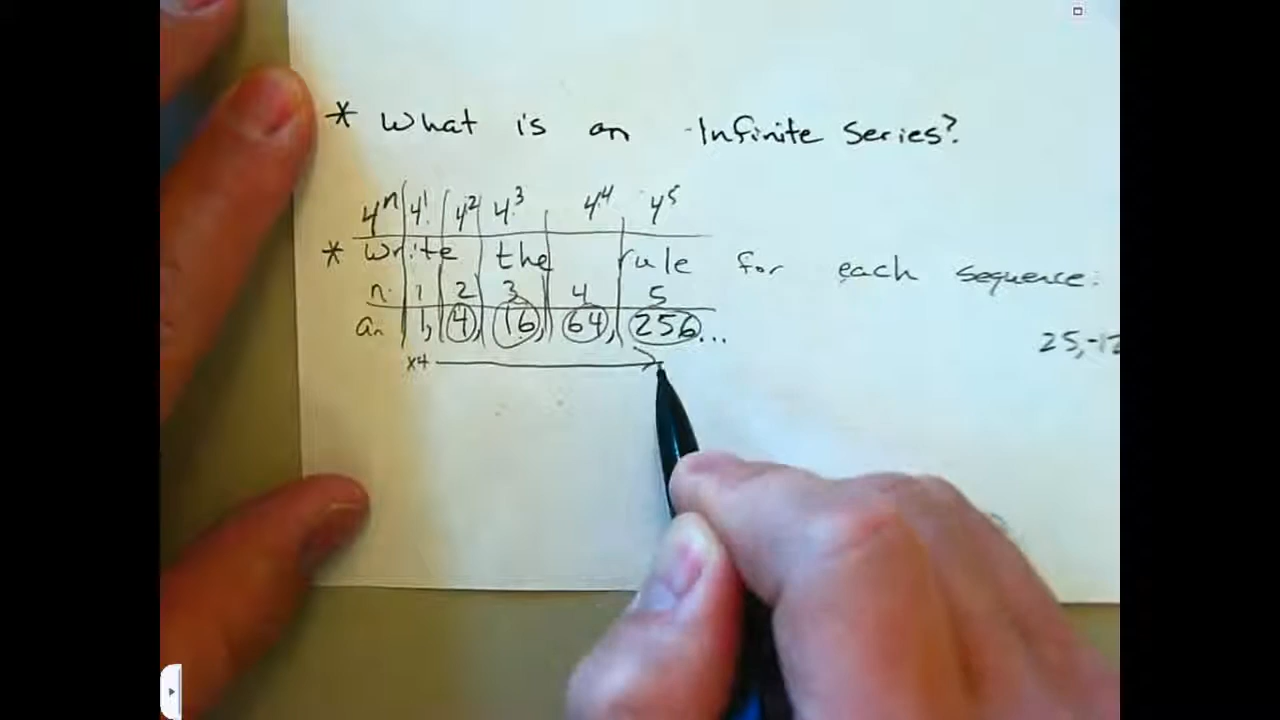 * What is an Infinite Series?
4ⁿ 4¹ 4² 4³ 4⁴ 4⁵
* Write the rule for each sequence:
n 1 2 3 4 5
an 1, 4, 16, 64, 256...
25, -12
x4